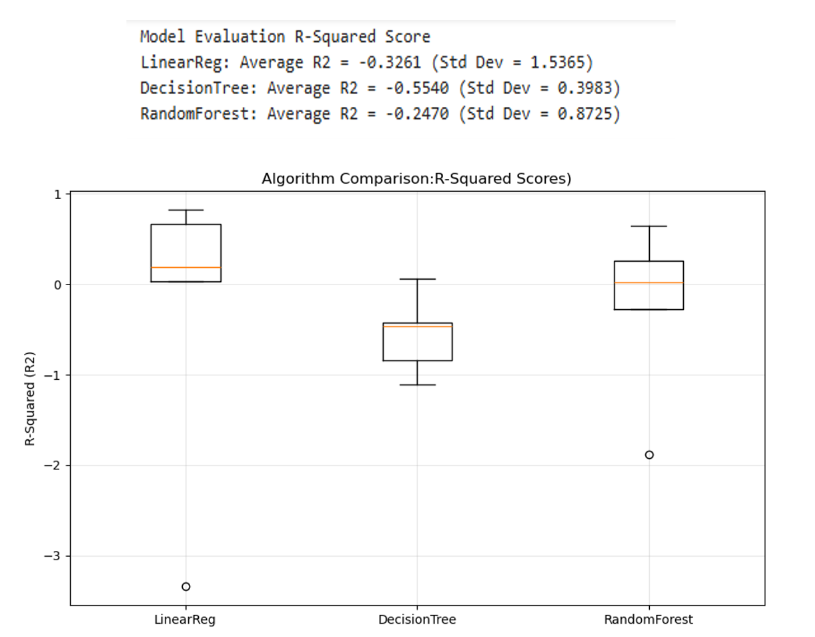 Model Evaluation R-Squared Score
LinearReg: Average R2 = -0.3261 (Std Dev = 1.5365)
DecisionTree: Average R2 = -0.5540 (Std Dev = 0.3983)
RandomForest: Average R2 = -0.2470 (Std Dev = 0.8725)
Algorithm Comparison:R-Squared Scores)
1
0
−1
−2
−3
R-Squared (R2)
LinearReg
DecisionTree
RandomForest